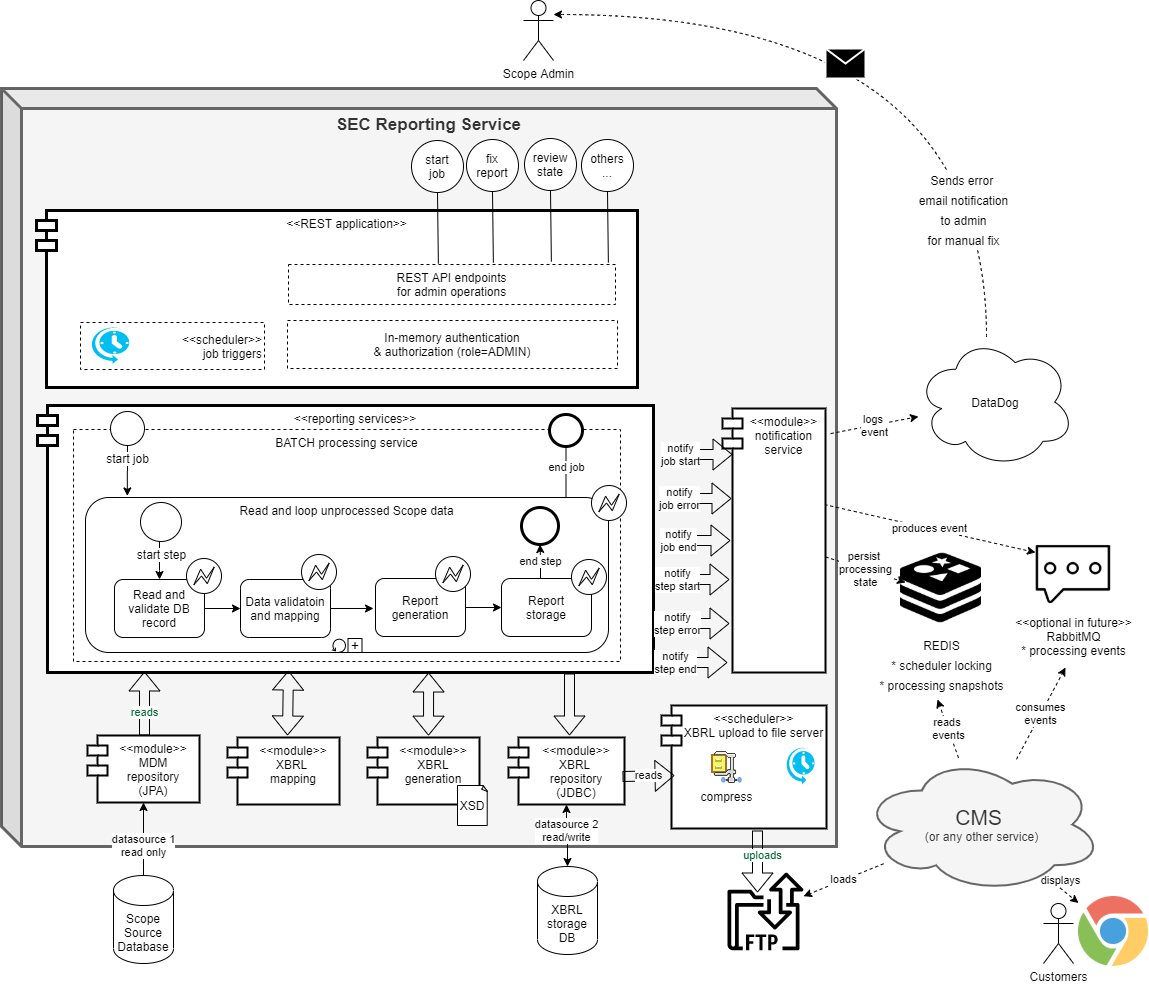 Scope Admin
SEC Reporting Service
start
job
fix
report
review
state
others
...
Sends error
email notification
to admin
for manual fix
<<REST application>>
REST API endpoints
for admin operations
<<scheduler>>
job triggers
In-memory authentication
& authorization (role=ADMIN)
<<reporting services>>
BATCH processing service
start job
end job
Read and loop unprocessed Scope data
start step
end step
Read and
validate DB
record
Data validatoin
and mapping
Report
generation
Report
storage
notify
job start
notify
job error
notify
job end
notify
step start
notify
step error
notify
step end
<<module>>
notification
service
logs
event
DataDog
produces event
persist
processing
state
REDIS
* scheduler locking
* processing snapshots
<<optional in future>>
RabbitMQ
* processing events
reads
<<module>>
MDM
repository
(JPA)
<<module>>
XBRL
mapping
<<module>>
XBRL
generation
XSD
<<module>>
XBRL
repository
(JDBC)
reads
<<scheduler>>
XBRL upload to file server
compress
reads
events
consumes
events
CMS
(or any other service)
datasource 1
read only
datasource 2
read/write
uploads
loads
displays
Scope
Source
Database
XBRL
storage
DB
FTP
Customers